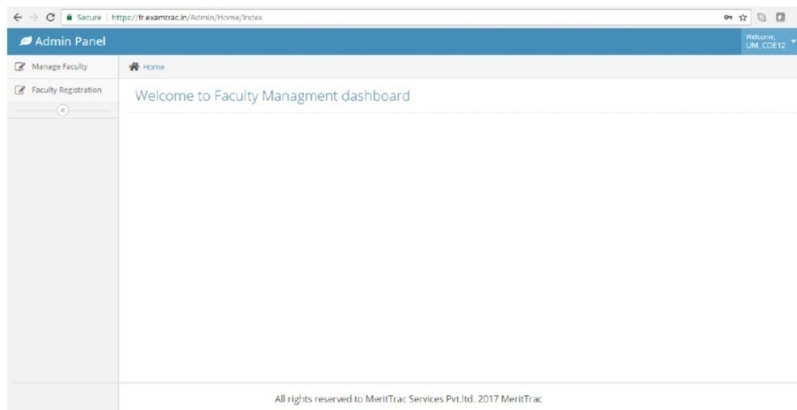 Secure https://fr.examtrac.in/Admin/Home/Index
Admin Panel
Welcome,
UM_COE12
Manage Faculty
Home
Faculty Registration
Welcome to Faculty Managment dashboard
All rights reserved to MeritTrac Services Pvt.ltd. 2017 MeritTrac